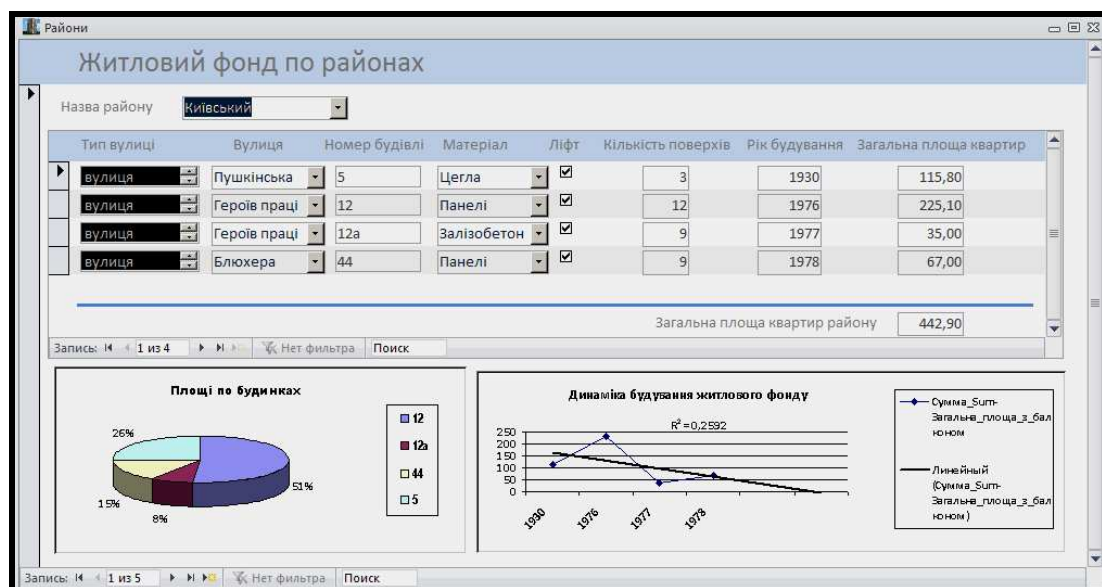 Райони
Житловий фонд по районах
Назва району Київський
Тип вулиці Вулиця Номер будівлі Матеріал Ліфт Кількість поверхів Рік будування Загальна площа квартир
вулиця Пушкінська 5 Цегла 3 1930 115,80
вулиця Героїв праці 12 Панелі 12 1976 225,10
вулиця Героїв праці 12а Залізобетон 9 1977 35,00
вулиця Блюхера 44 Панелі 9 1978 67,00
Загальна площа квартир району 442,90
Запись: 1 из 4 Нет фильтра Поиск
Площі по будинках
26%
51%
15%
8%
12
12а
44
5
Динаміка будування житлового фонду
R² = 0,2592
250
200
150
100
50
0
1930 1976 1977 1978
Сумма_Sum-
Загальна_площа_з_бал
коном
Линейный
(Сумма_Sum-
Загальна_площа_з_бал
коном)
Запись: 1 из 5 Нет фильтра Поиск